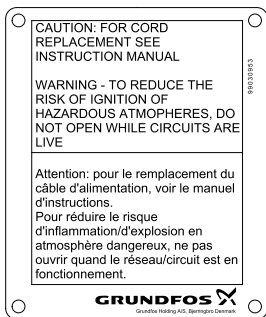 CAUTION: FOR CORD
REPLACEMENT SEE
INSTRUCTION MANUAL
WARNING - TO REDUCE THE
RISK OF IGNITION OF
HAZARDOUS ATMOPHERES, DO
NOT OPEN WHILE CIRCUITS ARE
LIVE
99030953
Attention: pour le remplacement du
câble d'alimentation, voir le manuel
d'instructions.
Pour réduire le risque
d'inflammation/d'explosion en
atmosphère dangereux, ne pas
ouvrir quand le réseau/circuit est en
fonctionnement.
GRUNDFOS
Grundfos Holding A/S, Bjerringbro Denmark